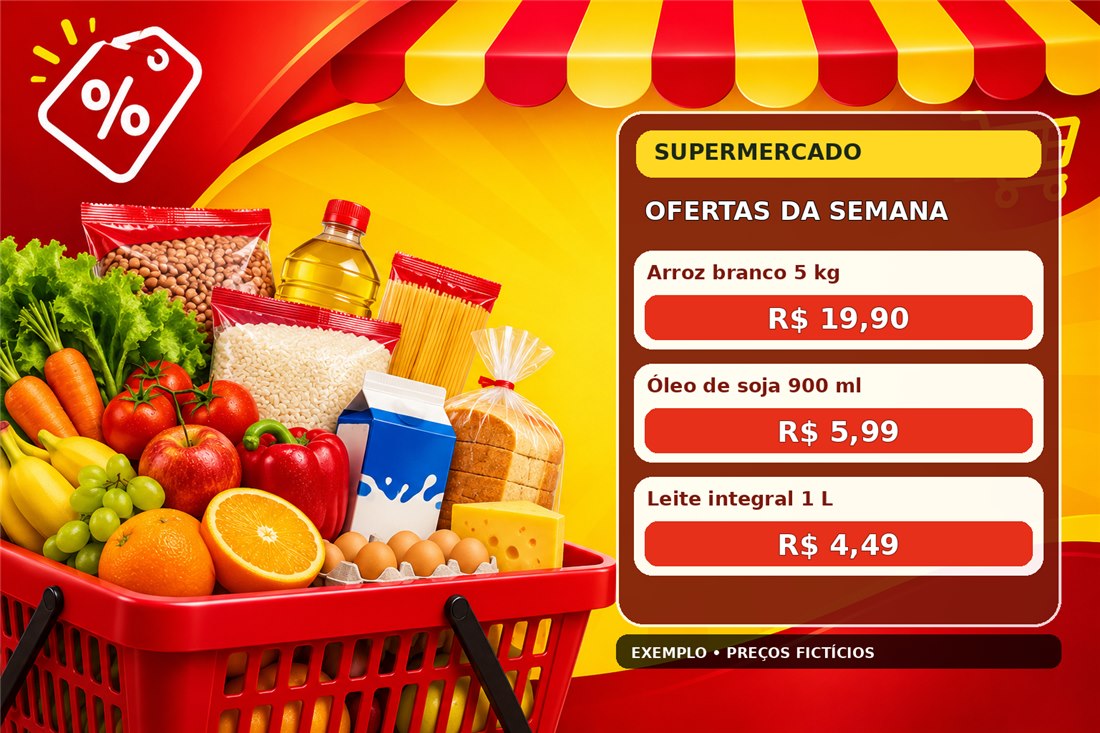 %
SUPERMERCADO
OFERTAS DA SEMANA
Arroz branco 5 kg
R$ 19,90
Óleo de soja 900 ml
R$ 5,99
Leite integral 1 L
R$ 4,49
EXEMPLO • PREÇOS FICTÍCIOS